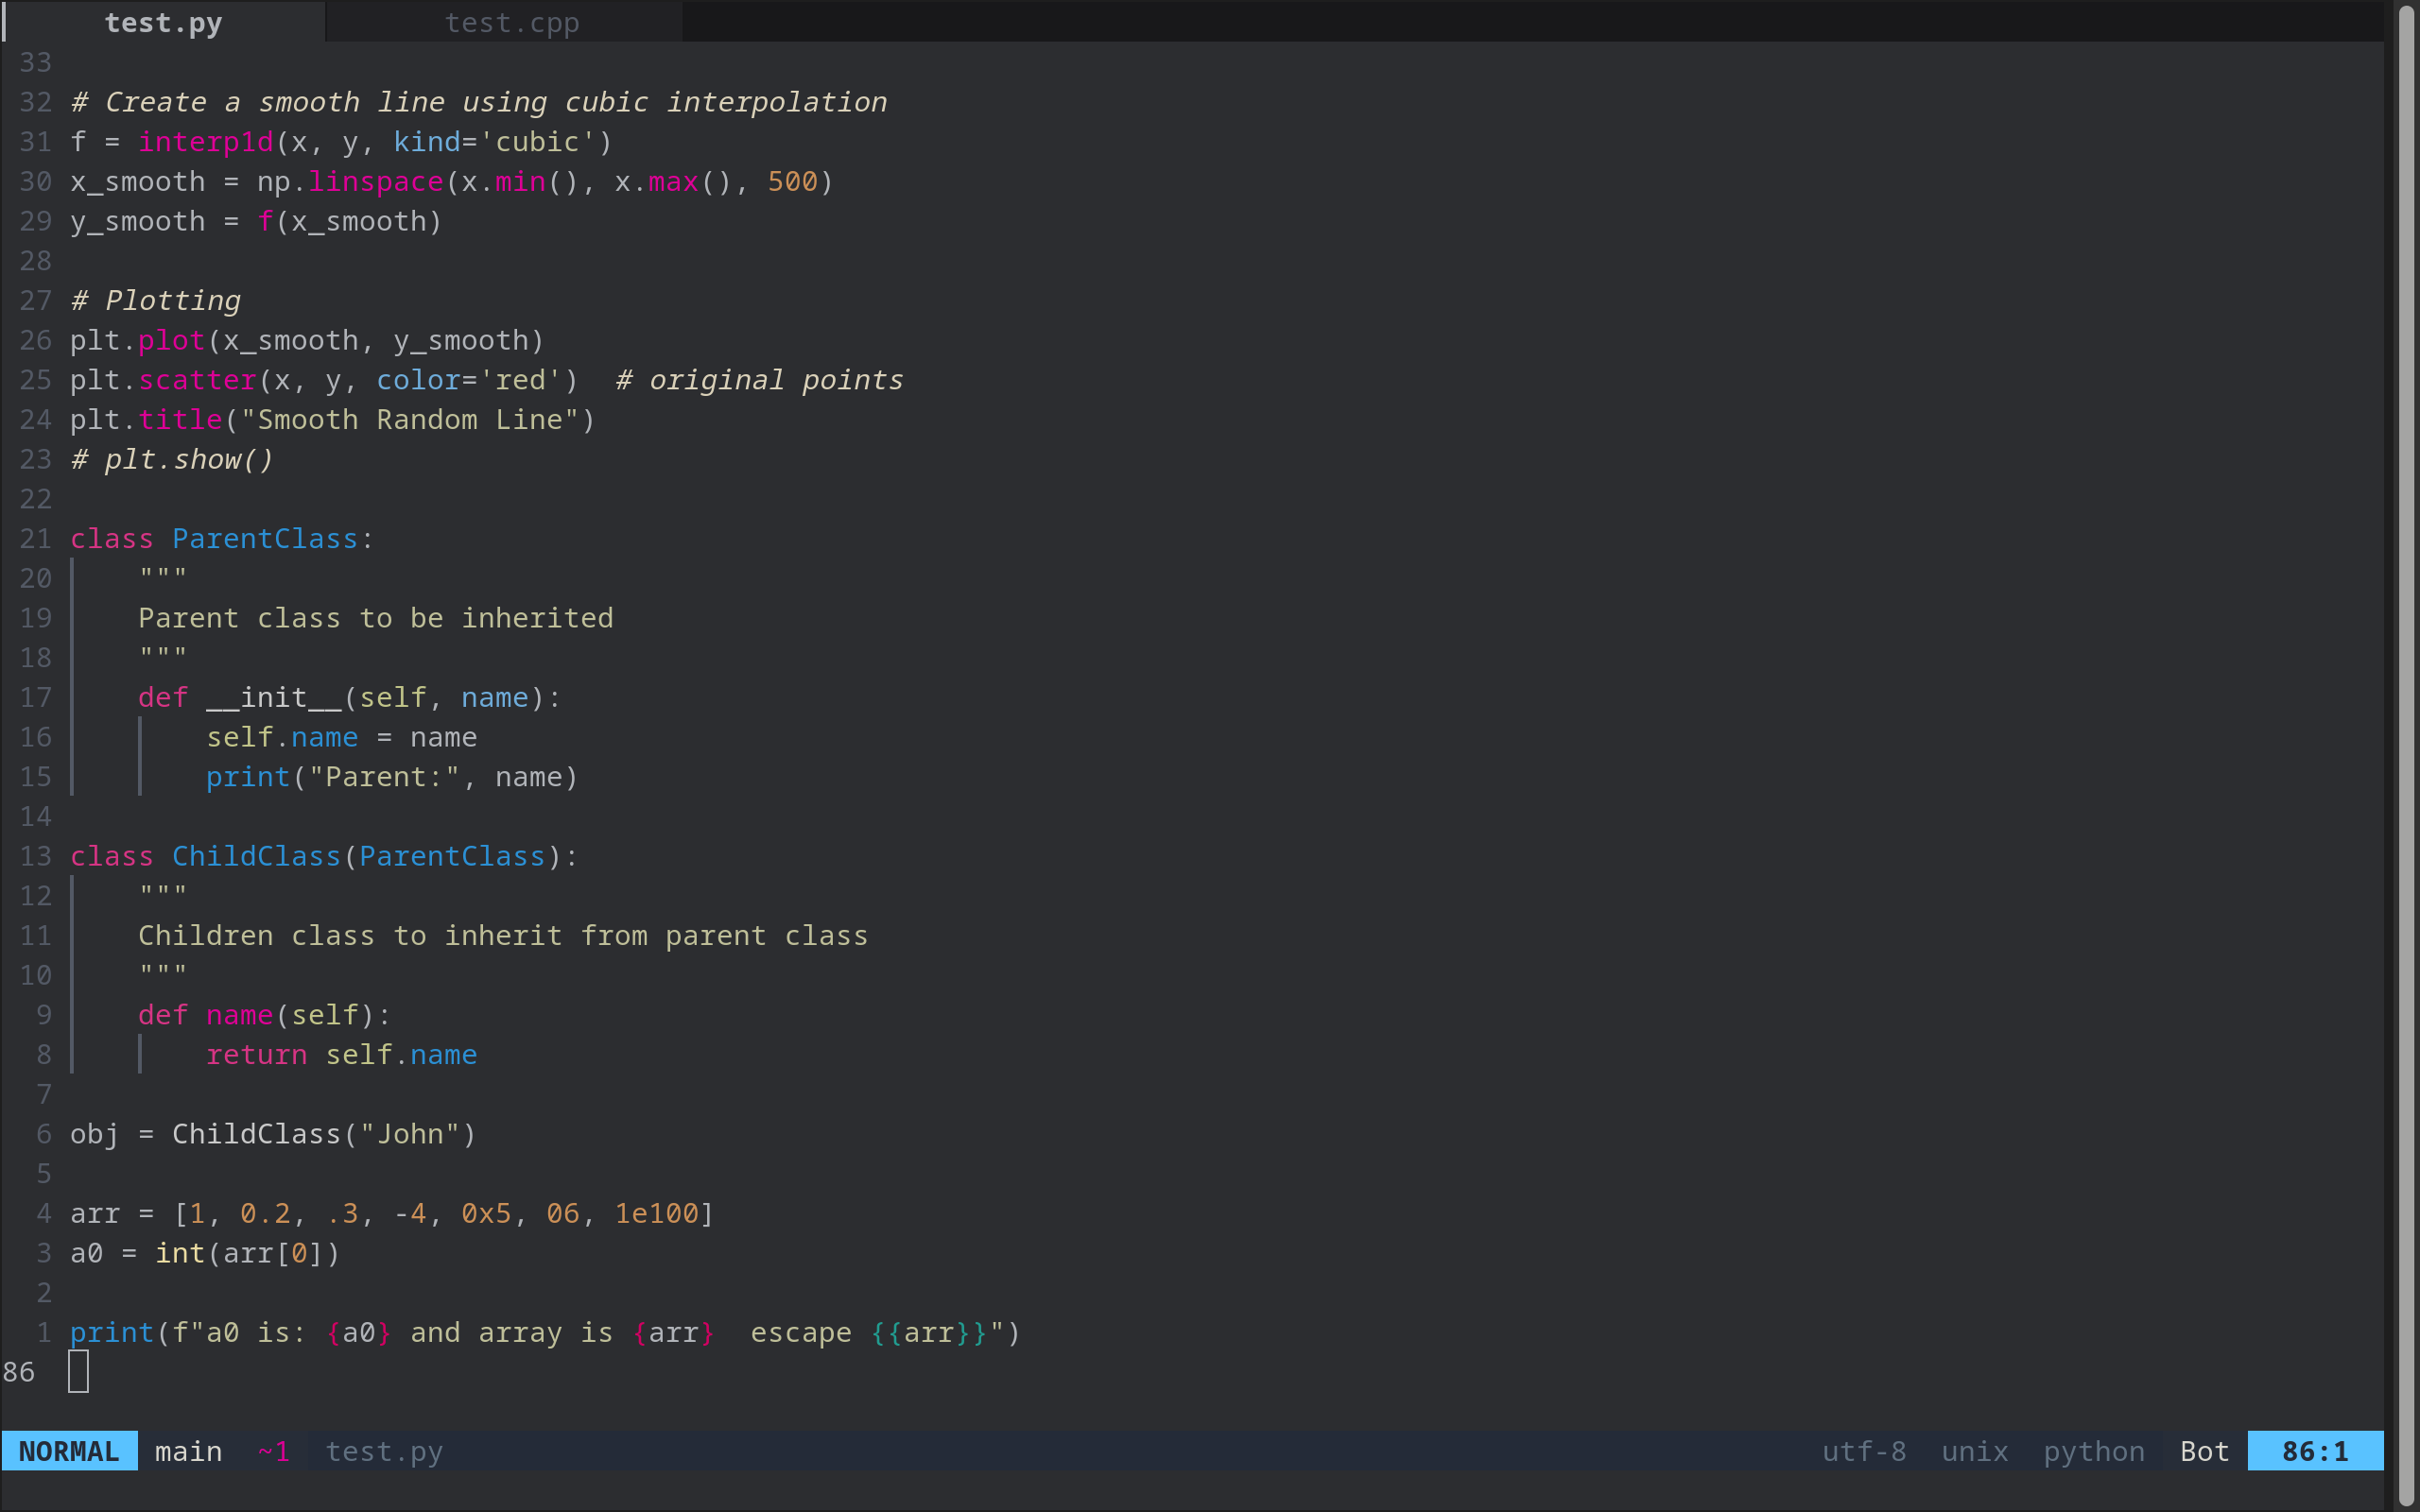 test.py test.cpp
33
32 # Create a smooth line using cubic interpolation
31 f = interp1d(x, y, kind='cubic')
30 x_smooth = np.linspace(x.min(), x.max(), 500)
29 y_smooth = f(x_smooth)
28
27 # Plotting
26 plt.plot(x_smooth, y_smooth)
25 plt.scatter(x, y, color='red')  # original points
24 plt.title("Smooth Random Line")
23 # plt.show()
22
21 class ParentClass:
20     """
19     Parent class to be inherited
18     """
17     def __init__(self, name):
16         self.name = name
15         print("Parent:", name)
14
13 class ChildClass(ParentClass):
12     """
11     Children class to inherit from parent class
10     """
9     def name(self):
8         return self.name
7
6 obj = ChildClass("John")
5
4 arr = [1, 0.2, .3, -4, 0x5, 06, 1e100]
3 a0 = int(arr[0])
2
1 print(f"a0 is: {a0} and array is {arr}  escape {{arr}}")
86
NORMAL main ~1 test.py utf-8 unix python Bot 86:1